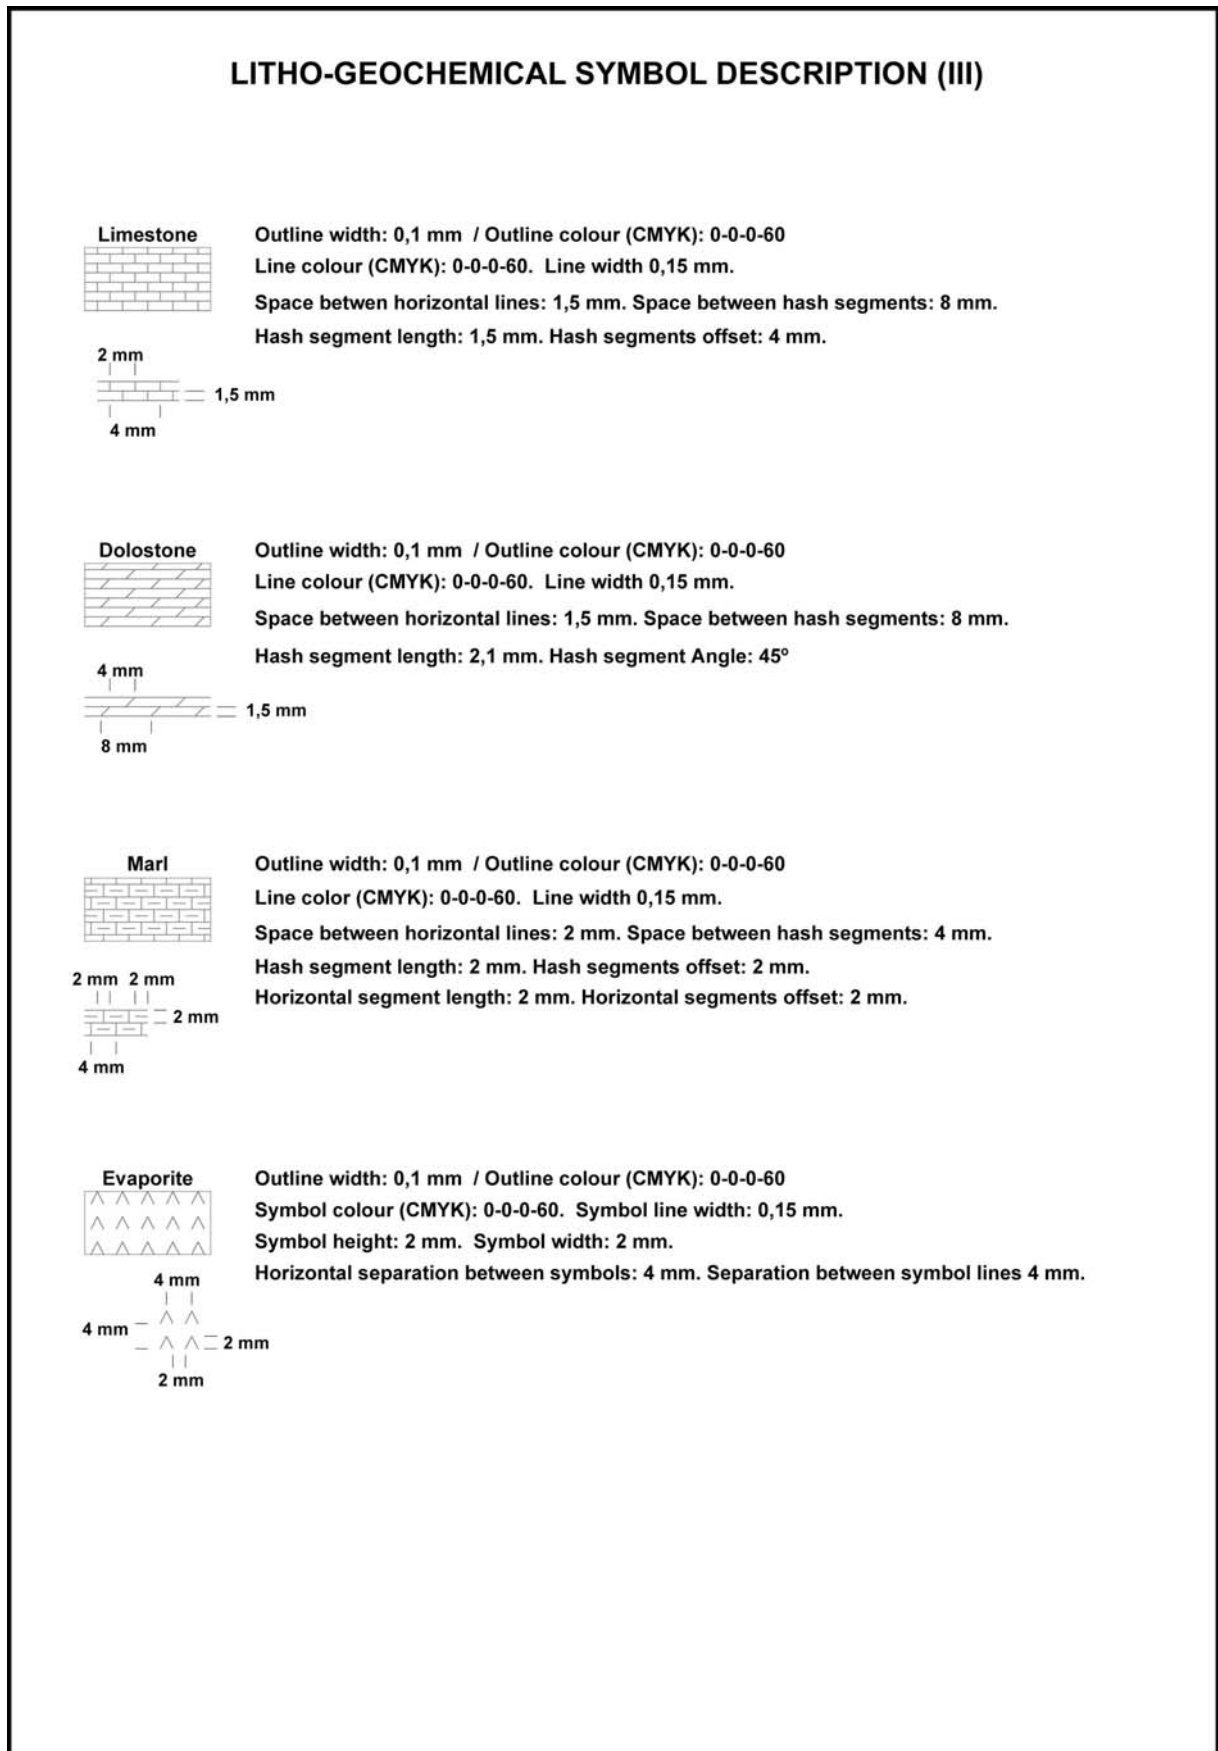 LITHO-GEOCHEMICAL SYMBOL DESCRIPTION (III)
Limestone
Outline width: 0,1 mm / Outline colour (CMYK): 0-0-0-60
Line colour (CMYK): 0-0-0-60. Line width 0,15 mm.
Space betwen horizontal lines: 1,5 mm. Space between hash segments: 8 mm.
Hash segment length: 1,5 mm. Hash segments offset: 4 mm.
2 mm
1,5 mm
4 mm
Dolostone
Outline width: 0,1 mm / Outline colour (CMYK): 0-0-0-60
Line colour (CMYK): 0-0-0-60. Line width 0,15 mm.
Space between horizontal lines: 1,5 mm. Space between hash segments: 8 mm.
Hash segment length: 2,1 mm. Hash segment Angle: 45º
4 mm
1,5 mm
8 mm
Marl
Outline width: 0,1 mm / Outline colour (CMYK): 0-0-0-60
Line color (CMYK): 0-0-0-60. Line width 0,15 mm.
Space between horizontal lines: 2 mm. Space between hash segments: 4 mm.
Hash segment length: 2 mm. Hash segments offset: 2 mm.
Horizontal segment length: 2 mm. Horizontal segments offset: 2 mm.
2 mm 2 mm
2 mm
4 mm
Evaporite
Outline width: 0,1 mm / Outline colour (CMYK): 0-0-0-60
Symbol colour (CMYK): 0-0-0-60. Symbol line width: 0,15 mm.
Symbol height: 2 mm. Symbol width: 2 mm.
Horizontal separation between symbols: 4 mm. Separation between symbol lines 4 mm.
4 mm
4 mm
2 mm
2 mm